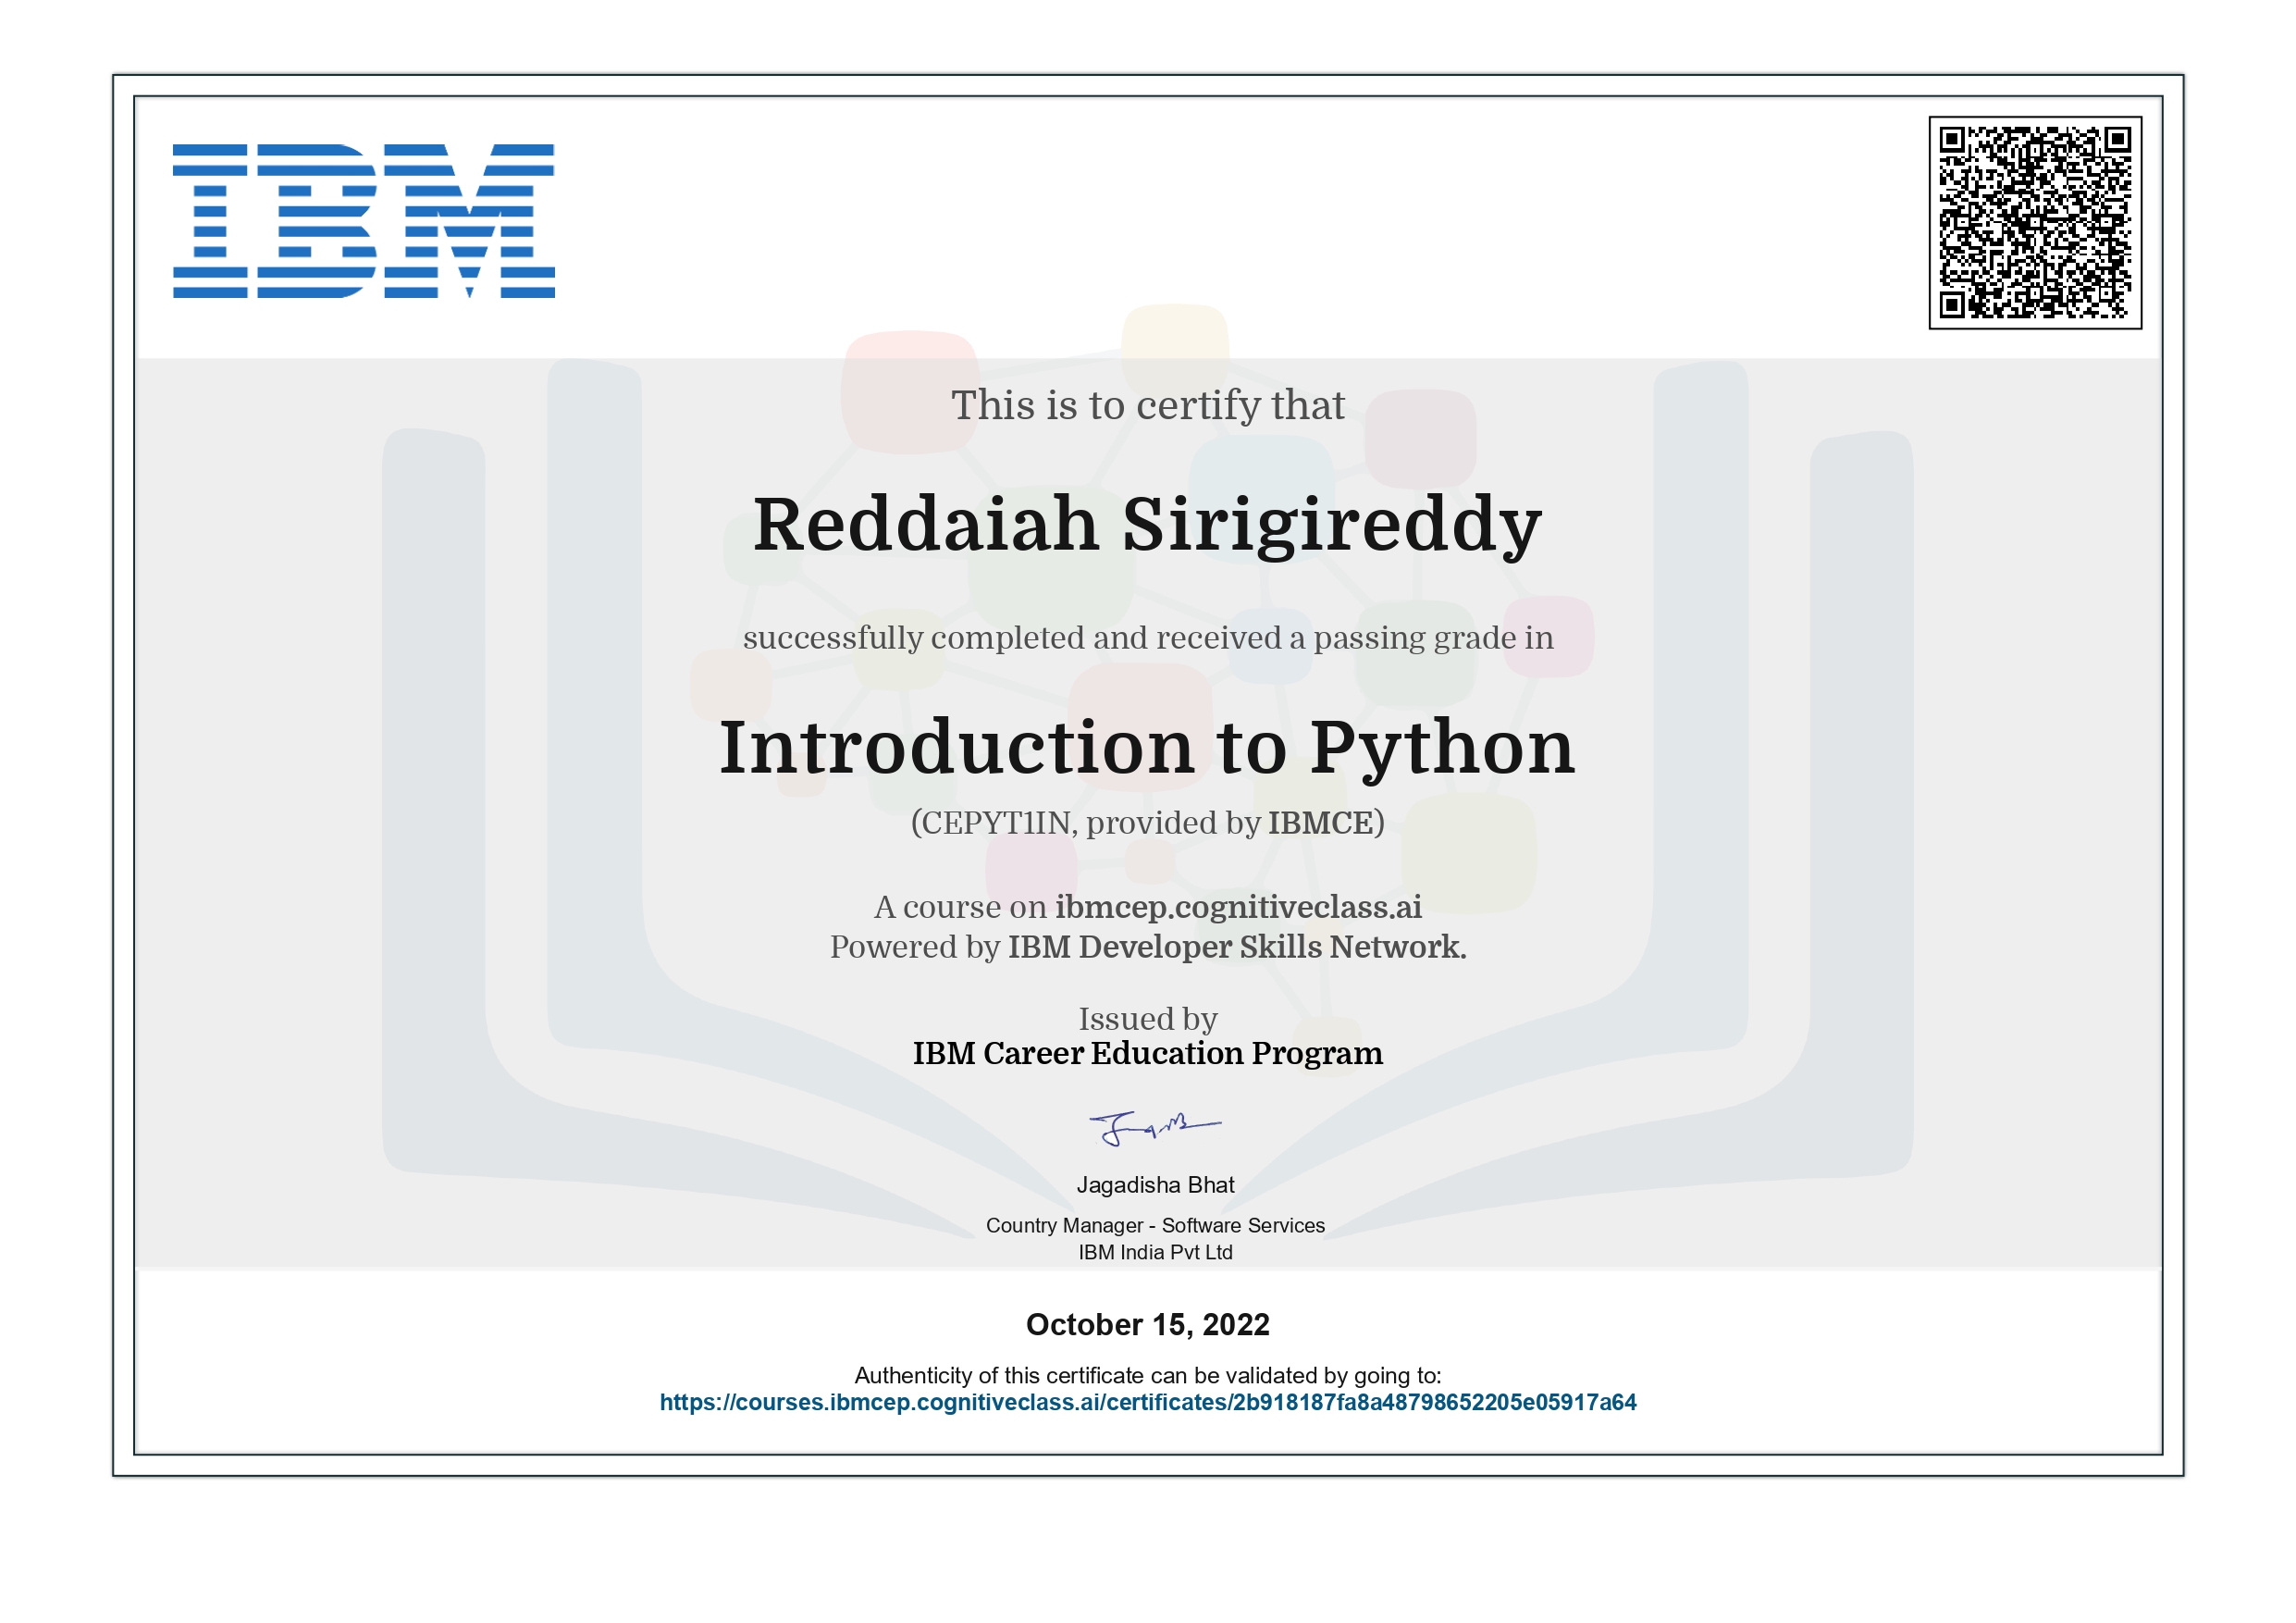 IBM
This is to certify that
Reddaiah Sirigireddy
successfully completed and received a passing grade in
Introduction to Python
(CEPYT1IN, provided by IBMCE)
A course on ibmcep.cognitiveclass.ai
Powered by IBM Developer Skills Network.
Issued by
IBM Career Education Program
Jagadisha Bhat
Country Manager - Software Services
IBM India Pvt Ltd
October 15, 2022
Authenticity of this certificate can be validated by going to:
https://courses.ibmcep.cognitiveclass.ai/certificates/2b918187fa8a48798652205e05917a64